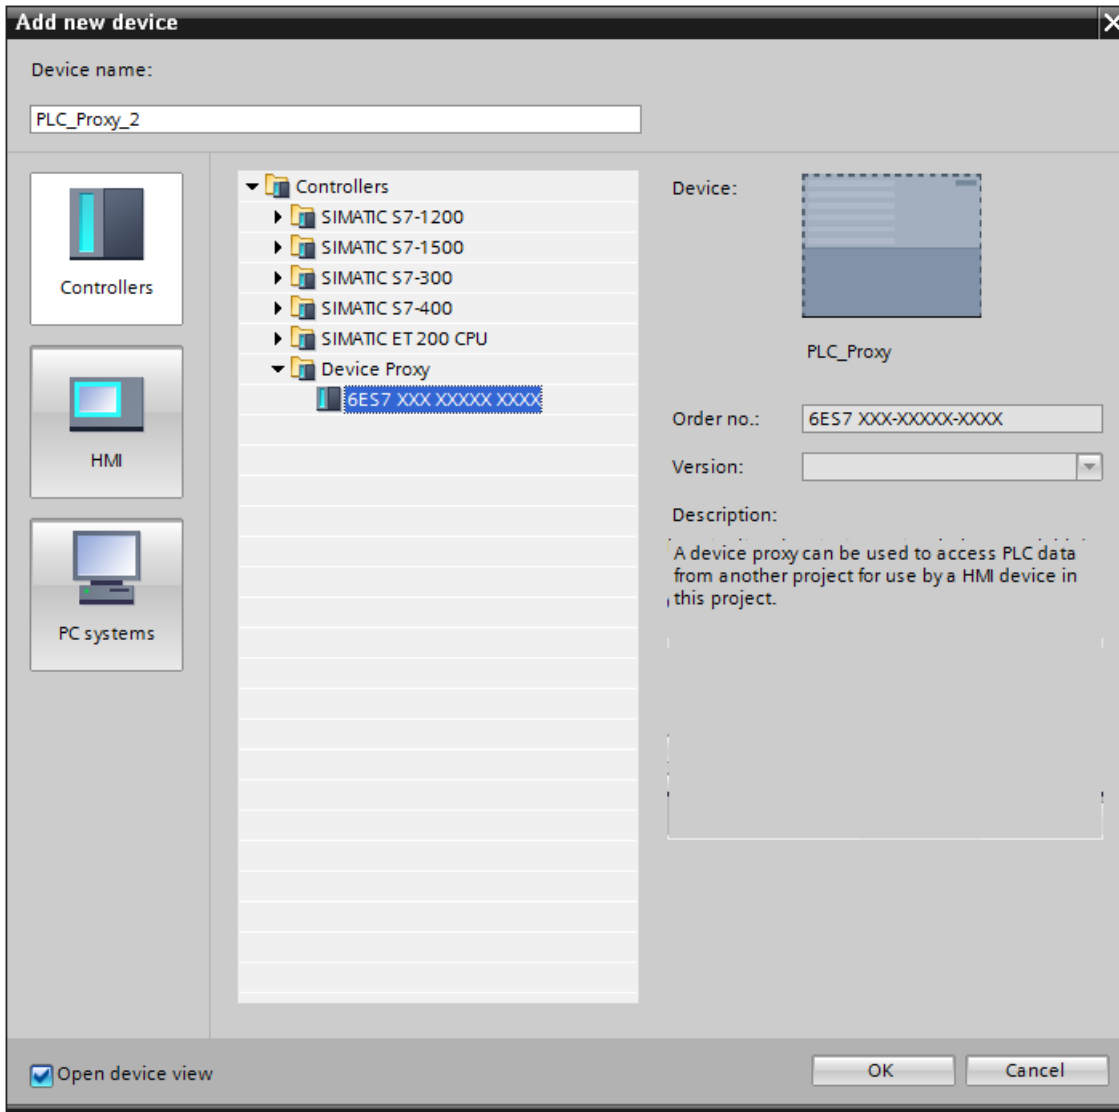 Add new device
Device name:
PLC_Proxy_2
Controllers
HMI
PC systems
Controllers
SIMATIC S7-1200
SIMATIC S7-1500
SIMATIC S7-300
SIMATIC S7-400
SIMATIC ET 200 CPU
Device Proxy
6ES7 XXX XXXXX XXXX
Device:
PLC_Proxy
Order no.:
6ES7 XXX-XXXXX-XXXX
Version:
Description:
A device proxy can be used to access PLC data
from another project for use by a HMI device in
this project.
Open device view
OK
Cancel